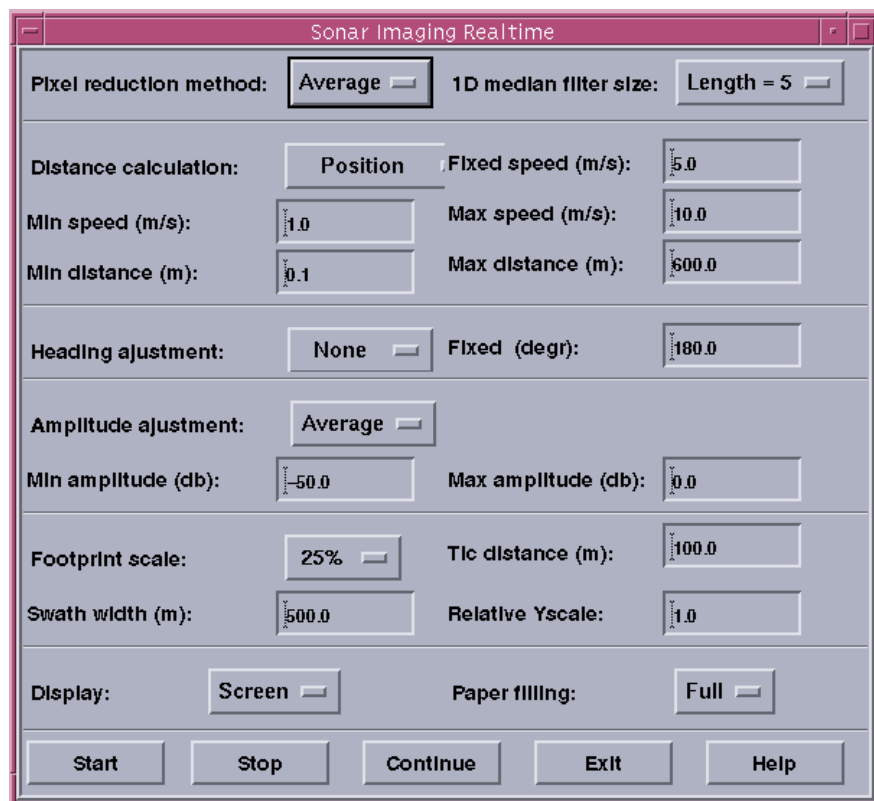 Sonar Imaging Realtime
Pixel reduction method: Average 1D median filter size: Length = 5
Distance calculation: Position Fixed speed (m/s): 5.0
Min speed (m/s): 1.0 Max speed (m/s): 10.0
Min distance (m): 0.1 Max distance (m): 600.0
Heading ajustment: None Fixed (degr): 180.0
Amplitude ajustment: Average
Min amplitude (db): -50.0 Max amplitude (db): 0.0
Footprint scale: 25% Tic distance (m): 100.0
Swath width (m): 500.0 Relative Yscale: 1.0
Display: Screen Paper filling: Full
Start Stop Continue Exit Help